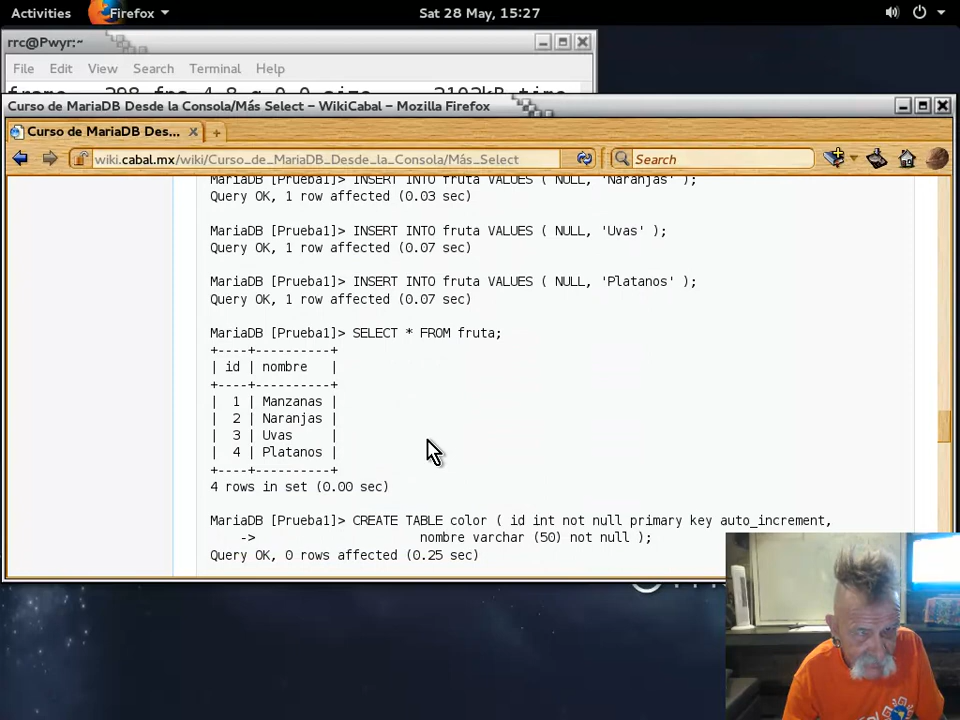 Activities Firefox Sat 28 May, 15:27
rrc@Pwyr:~
File Edit View Search Terminal Help
Curso de MariaDB Desde la Consola/Más Select – WikiCabal – Mozilla Firefox
Curso de MariaDB Des...
wiki.cabal.mx/wiki/Curso_de_MariaDB_Desde_la_Consola/Más_Select
Search
MariaDB [Prueba1]> INSERT INTO fruta VALUES ( NULL, 'Naranjas' );
Query OK, 1 row affected (0.03 sec)
MariaDB [Prueba1]> INSERT INTO fruta VALUES ( NULL, 'Uvas' );
Query OK, 1 row affected (0.07 sec)
MariaDB [Prueba1]> INSERT INTO fruta VALUES ( NULL, 'Platanos' );
Query OK, 1 row affected (0.07 sec)
MariaDB [Prueba1]> SELECT * FROM fruta;
+----+----------+
| id | nombre   |
+----+----------+
|  1 | Manzanas |
|  2 | Naranjas |
|  3 | Uvas     |
|  4 | Platanos |
+----+----------+
4 rows in set (0.00 sec)
MariaDB [Prueba1]> CREATE TABLE color ( id int not null primary key auto_increment,
-> nombre varchar (50) not null );
Query OK, 0 rows affected (0.25 sec)